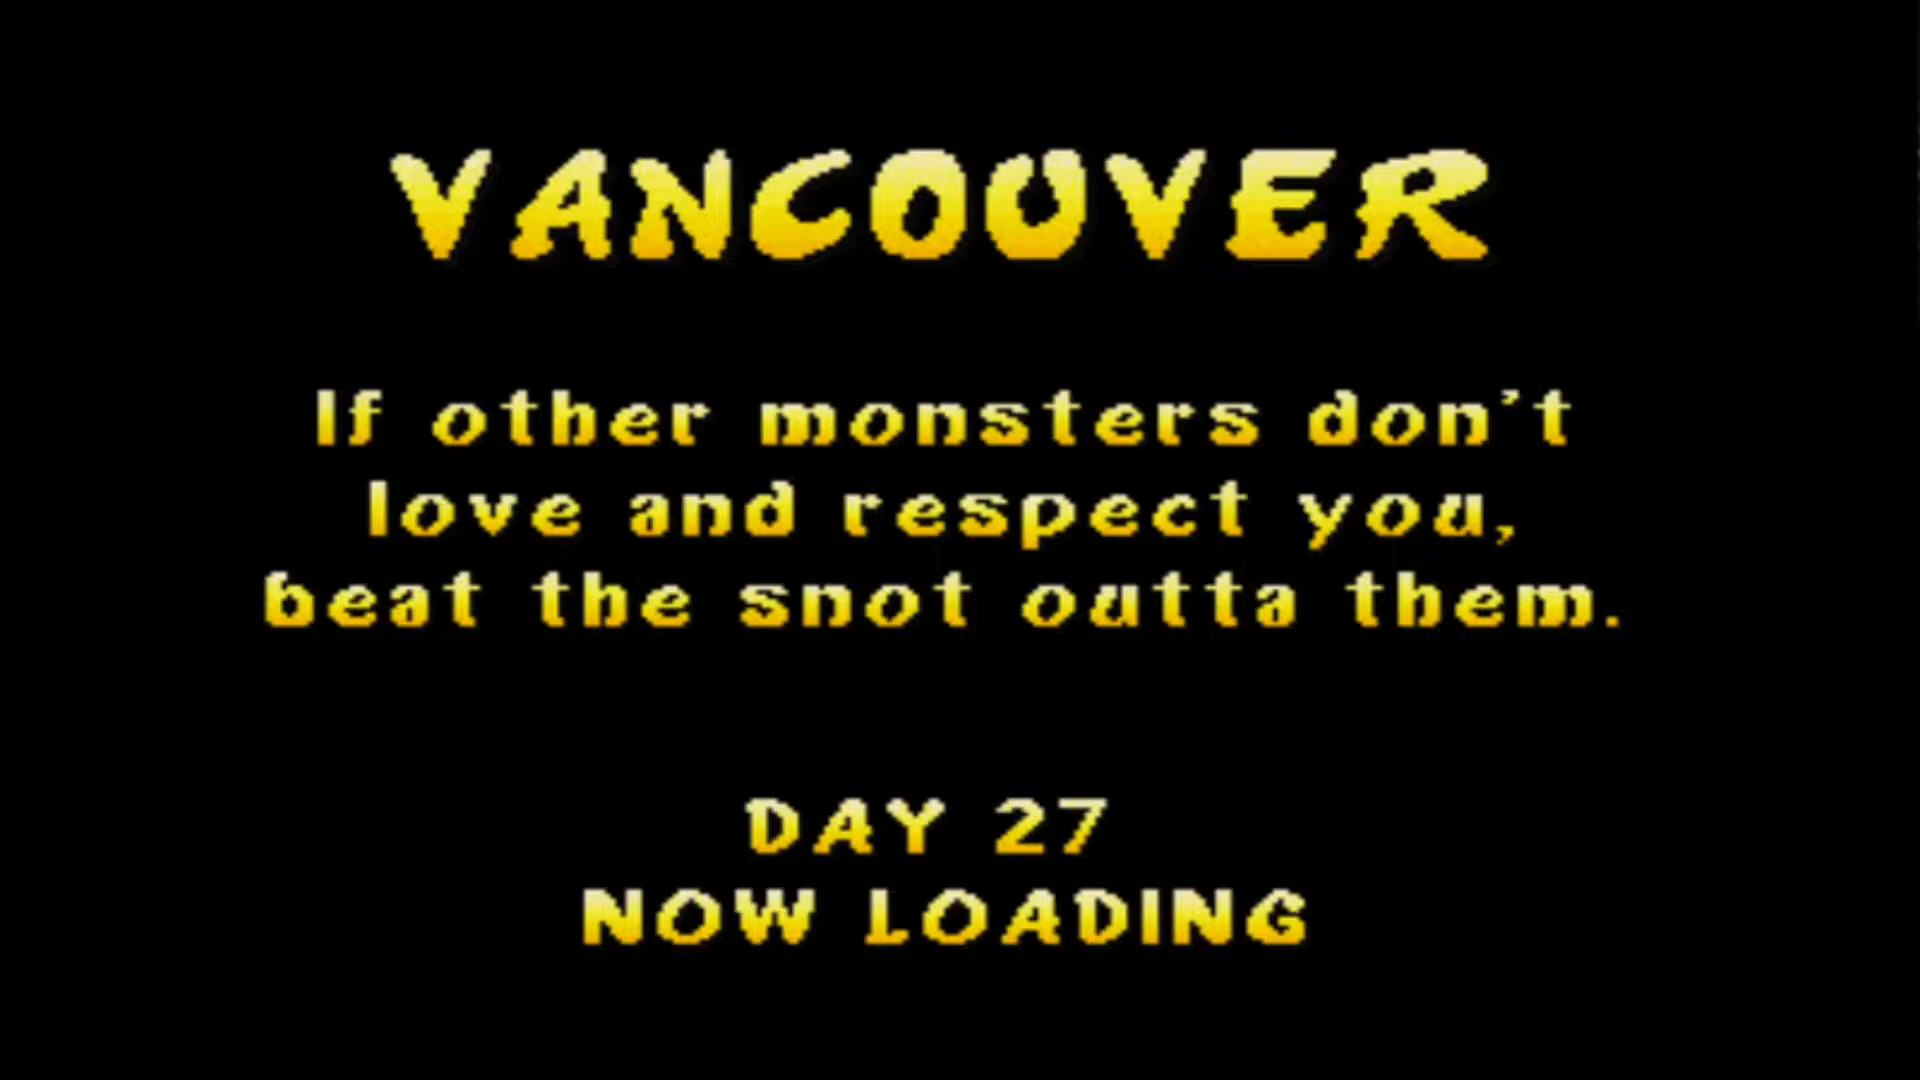 VANCOUVER
If other monsters don't
love and respect you,
beat the snot outta them.
DAY 27
NOW LOADING